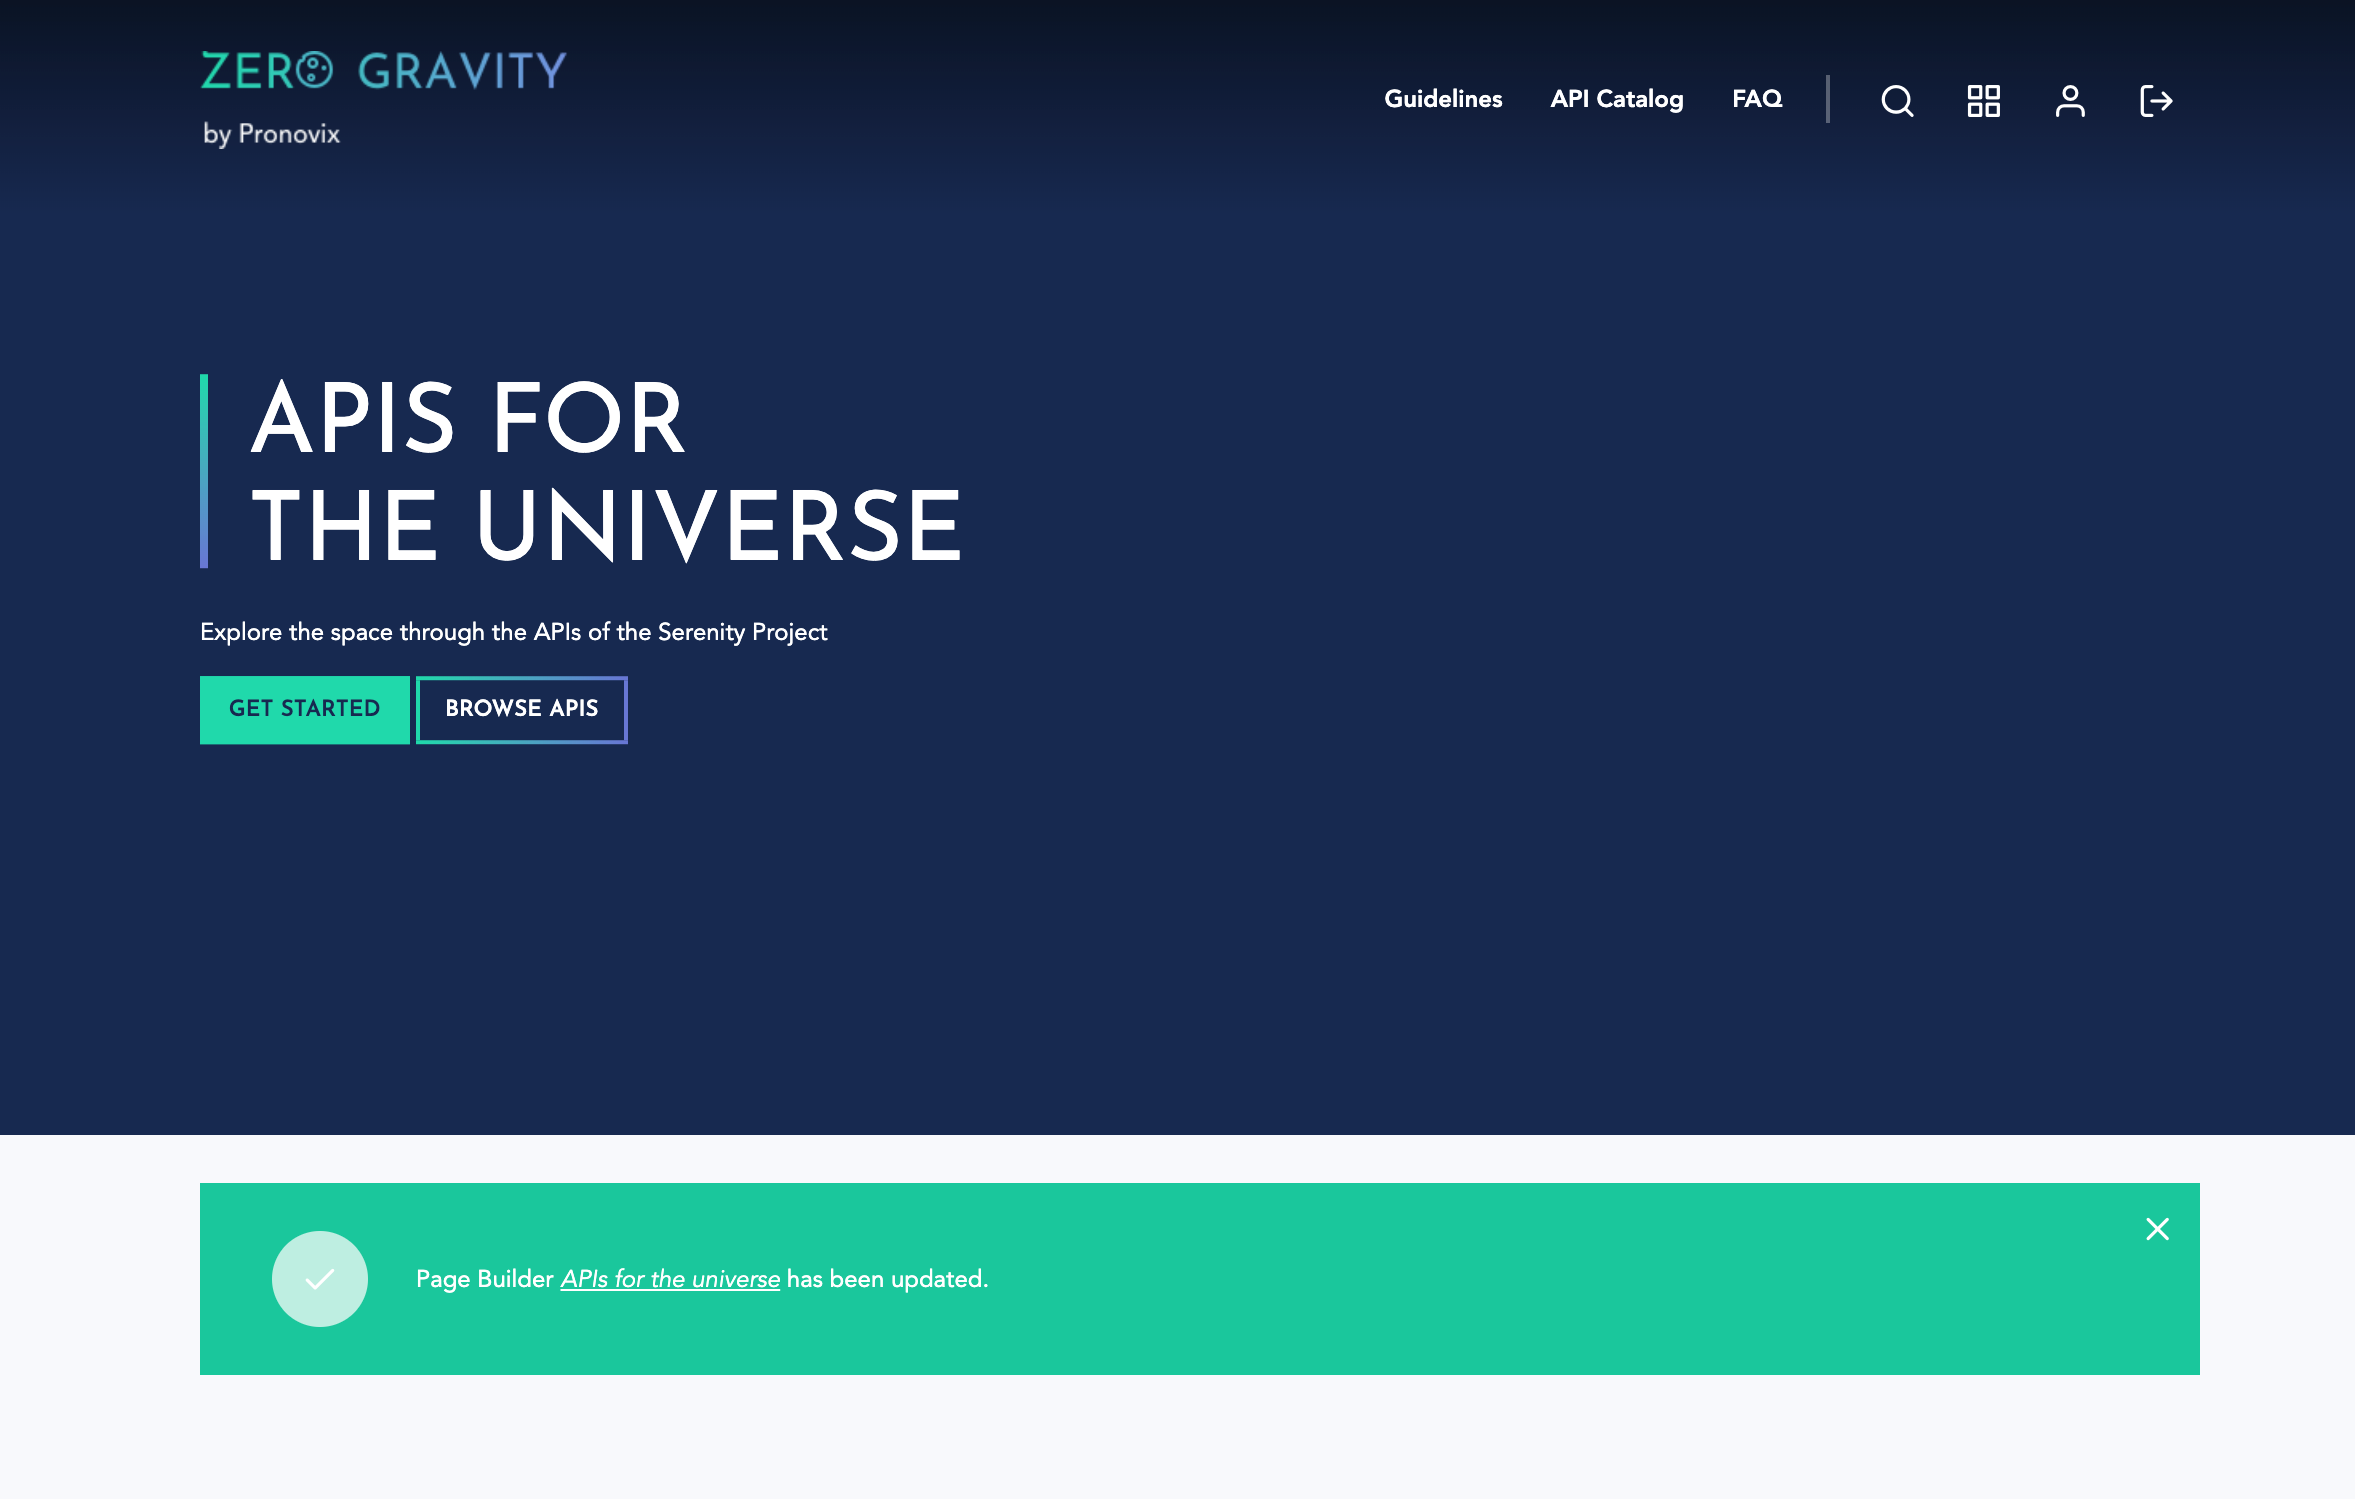 ZERO GRAVITY
by Pronovix
Guidelines API Catalog FAQ
APIS FOR
THE UNIVERSE
Explore the space through the APIs of the Serenity Project
GET STARTED BROWSE APIS
Page Builder APIs for the universe has been updated.